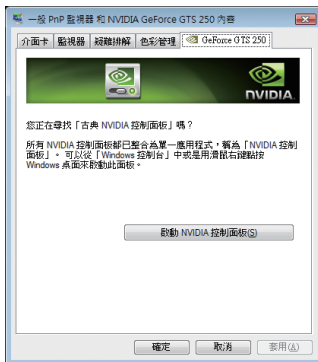 一般 PnP 監視器 和 NVIDIA GeForce GTS 250 內容
介面卡 監視器 疑難排解 色彩管理 GeForce GTS 250
NVIDIA.
您正在尋找「古典 NVIDIA 控制面板」嗎？
所有 NVIDIA 控制面板都已整合為單一應用程式，稱為「NVIDIA 控制
面板」。 可以從「Windows 控制台」中或是用滑鼠右鍵點按
Windows 桌面來啟動此面板。
啟動 NVIDIA 控制面板(S)
確定 取消 套用(A)